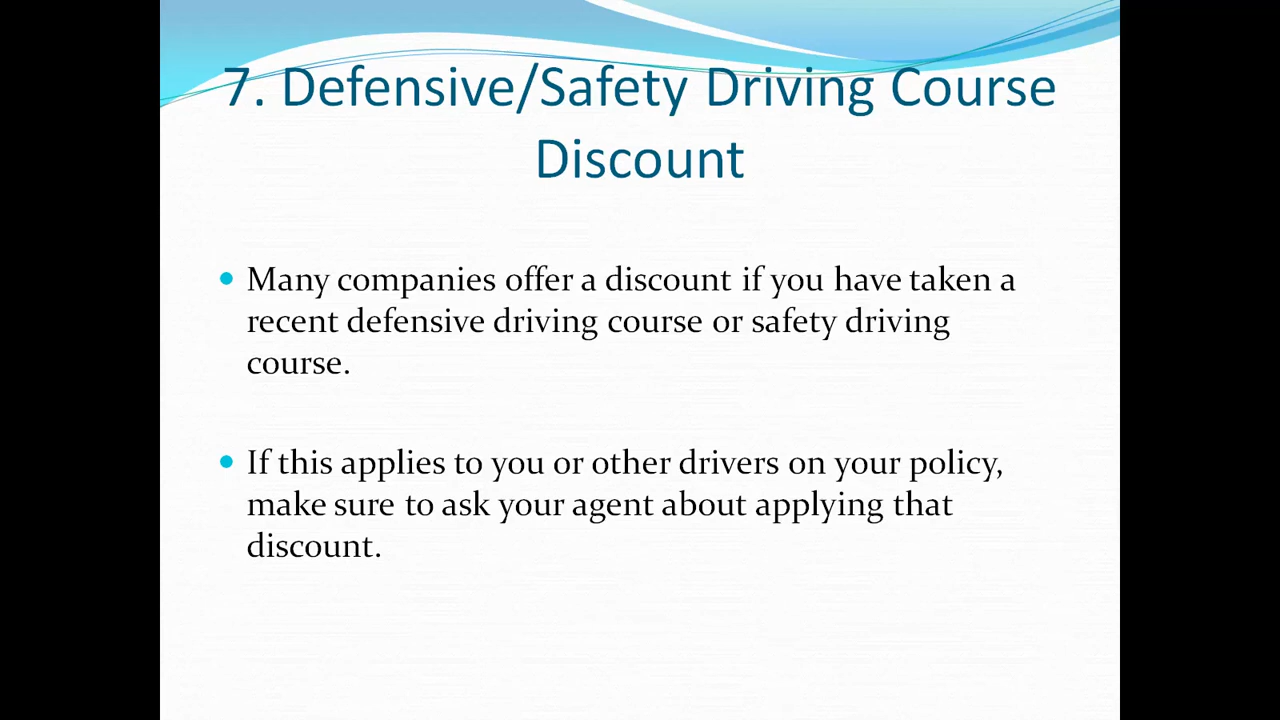 7. Defensive/Safety Driving Course
Discount
• Many companies offer a discount if you have taken a
recent defensive driving course or safety driving
course.
• If this applies to you or other drivers on your policy,
make sure to ask your agent about applying that
discount.